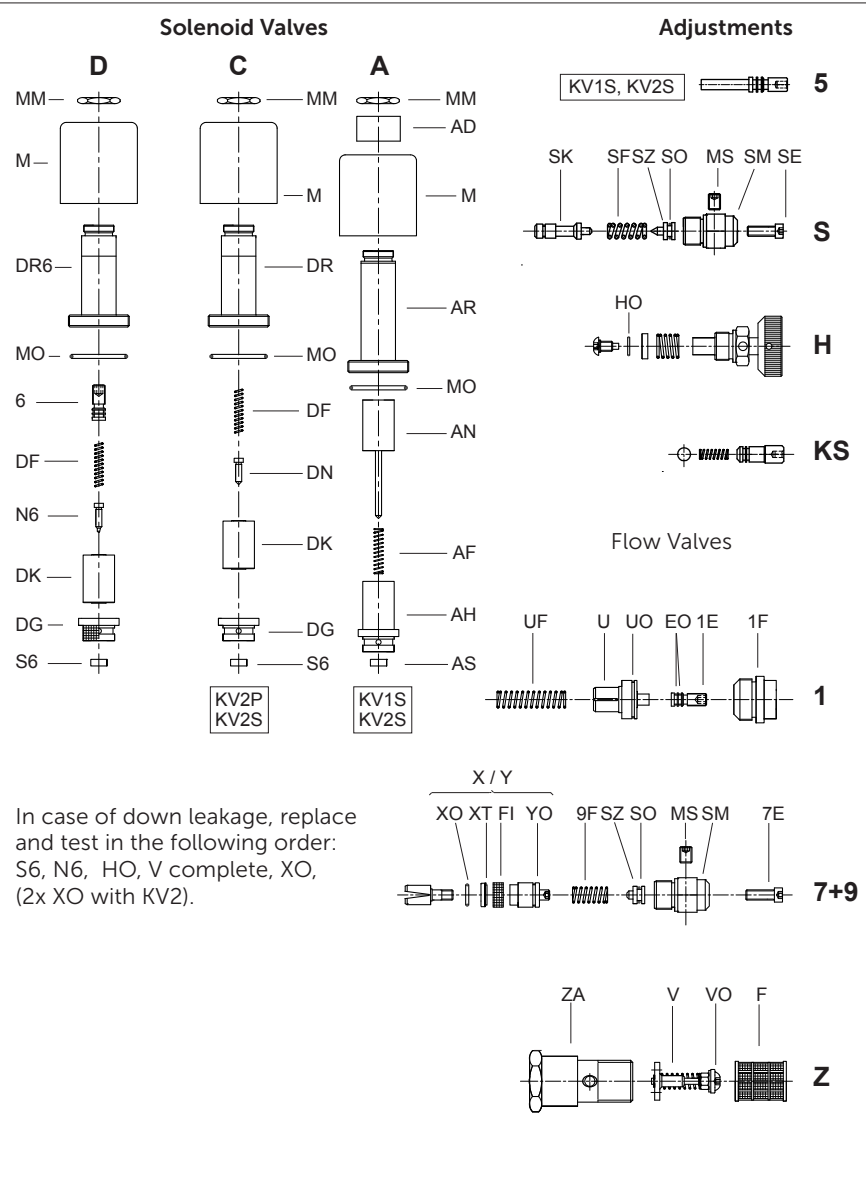 Solenoid Valves
Adjustments
D C A
MM MM MM
AD
M M M
DR6 DR AR
MO MO MO
6 DF AN
DF DN
N6 DK AF
DK AH
DG DG
S6 S6 AS
KV2P
KV2S
KV1S
KV2S
KV1S, KV2S 5
SK SF SZ SO MS SM SE
S
HO
H
KS
Flow Valves
UF U UO EO 1E 1F
1
In case of down leakage, replace
and test in the following order:
S6, N6, HO, V complete, XO,
(2x XO with KV2).
X / Y
XO XT FI YO 9F SZ SO MS SM 7E
7+9
ZA V VO F
Z